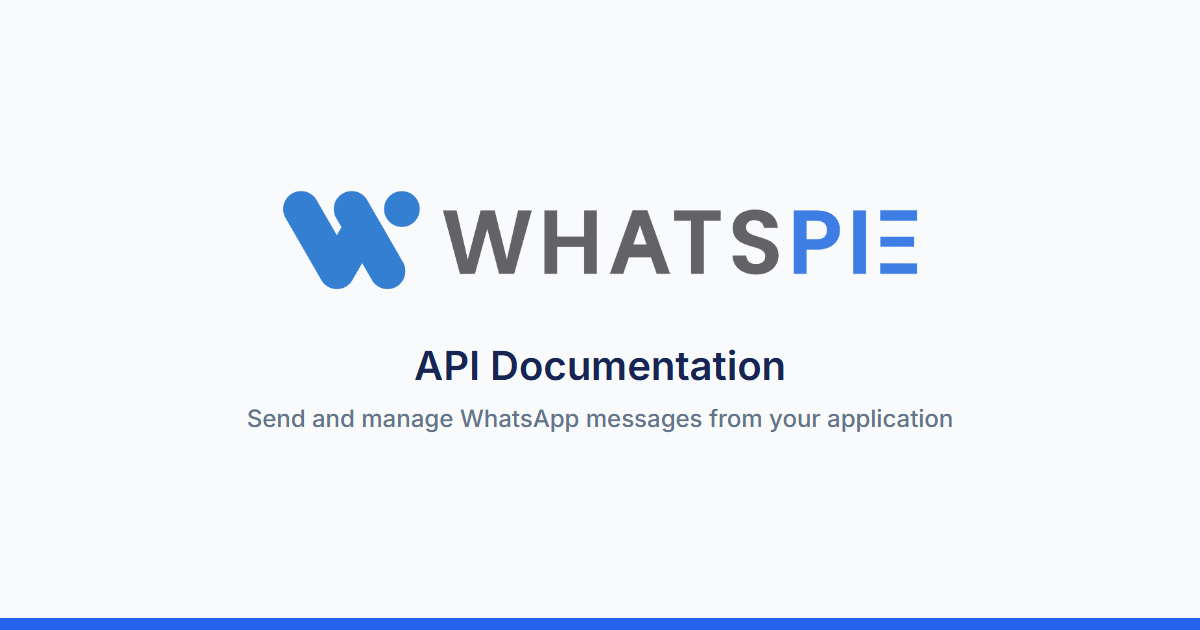 WHATSPIE
API Documentation
Send and manage WhatsApp messages from your application